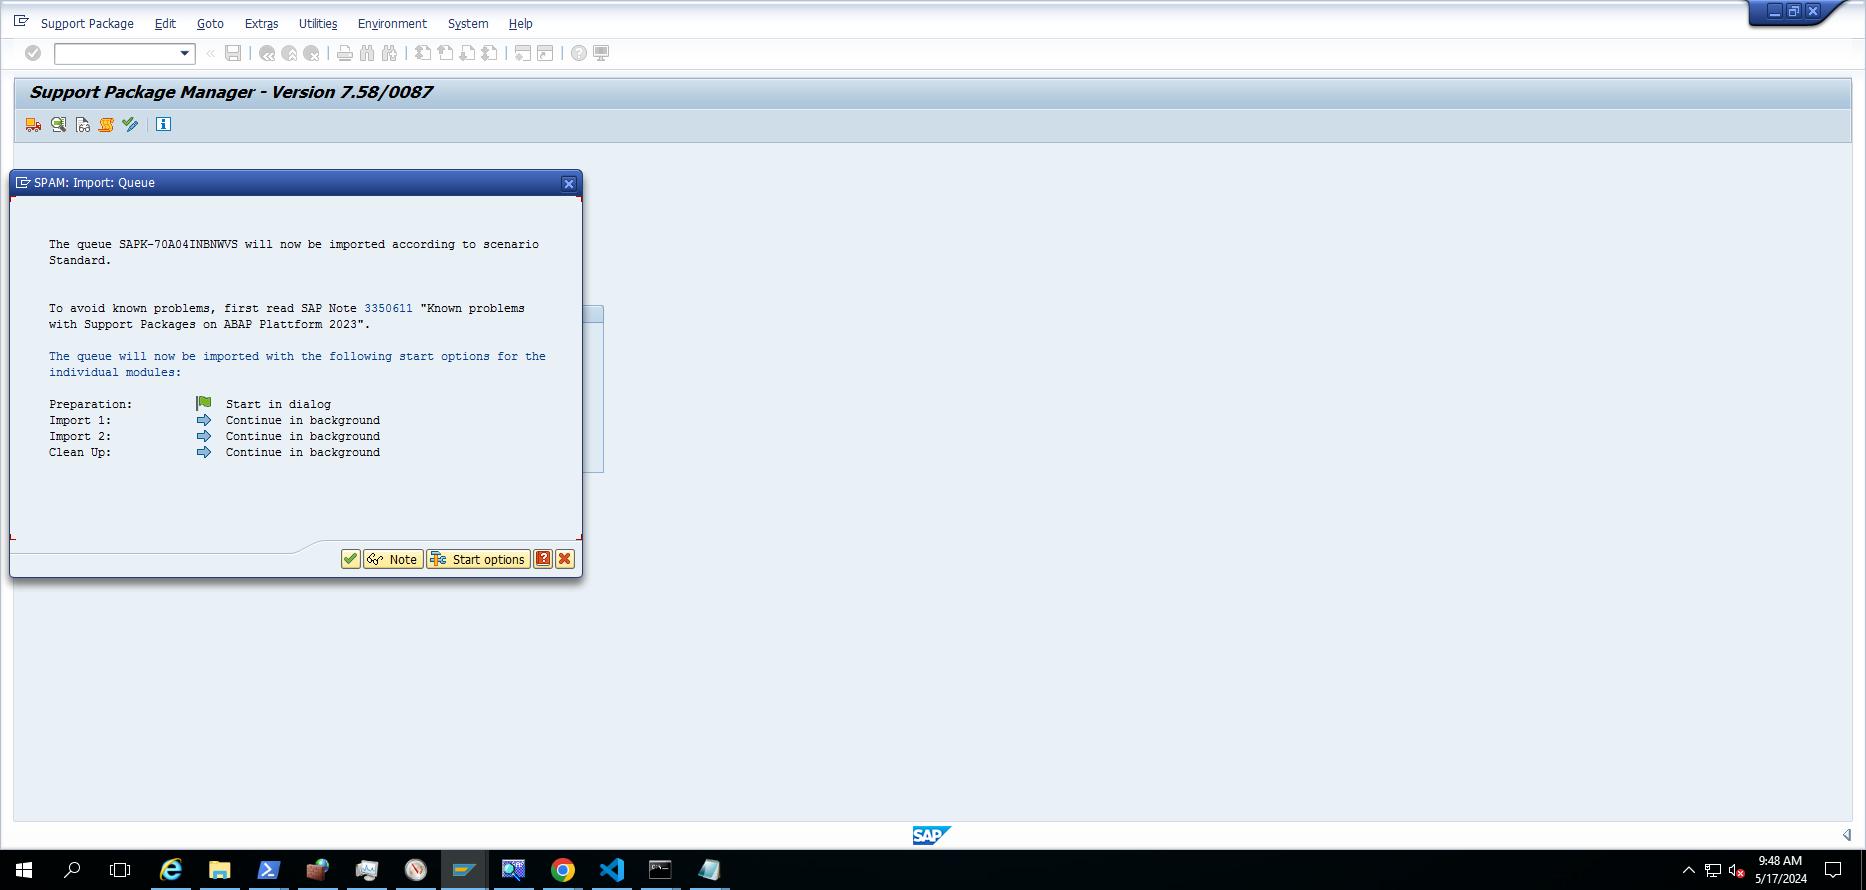 Support Package Edit Goto Extras Utilities Environment System Help
Support Package Manager - Version 7.58/0087
SPAM: Import: Queue
The queue SAPK-70A04INBNWVS will now be imported according to scenario
Standard.
To avoid known problems, first read SAP Note 3350611 "Known problems
with Support Packages on ABAP Plattform 2023".
The queue will now be imported with the following start options for the
individual modules:
Preparation: Start in dialog
Import 1: Continue in background
Import 2: Continue in background
Clean Up: Continue in background
Note Start options
SAP
9:48 AM
5/17/2024